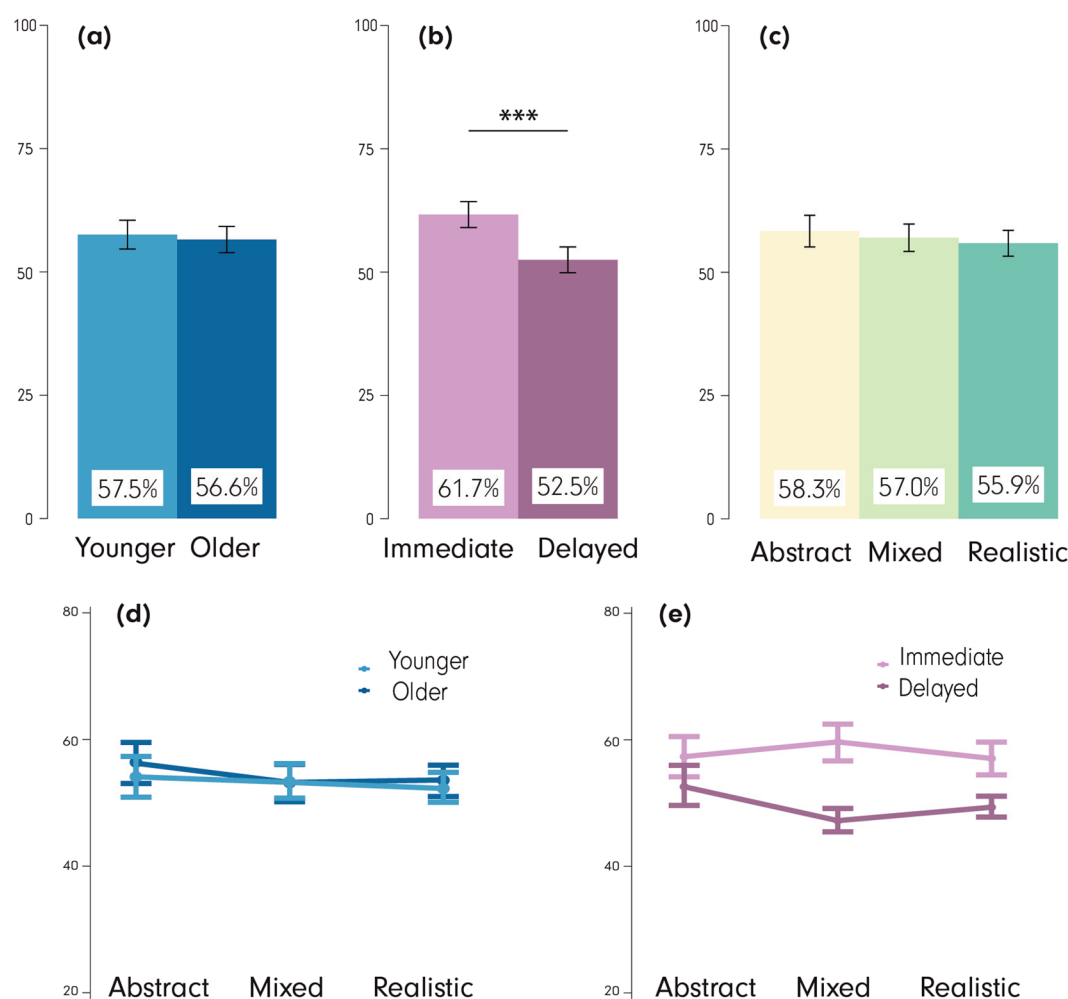 (a)
100
75
50
25
0
57.5% 56.6%
Younger Older
(b)
100
75
50
25
0
***
61.7% 52.5%
Immediate Delayed
(c)
100
75
50
25
0
58.3% 57.0% 55.9%
Abstract Mixed Realistic
(d)
80
60
40
20
Younger
Older
Abstract Mixed Realistic
(e)
80
60
40
20
Immediate
Delayed
Abstract Mixed Realistic